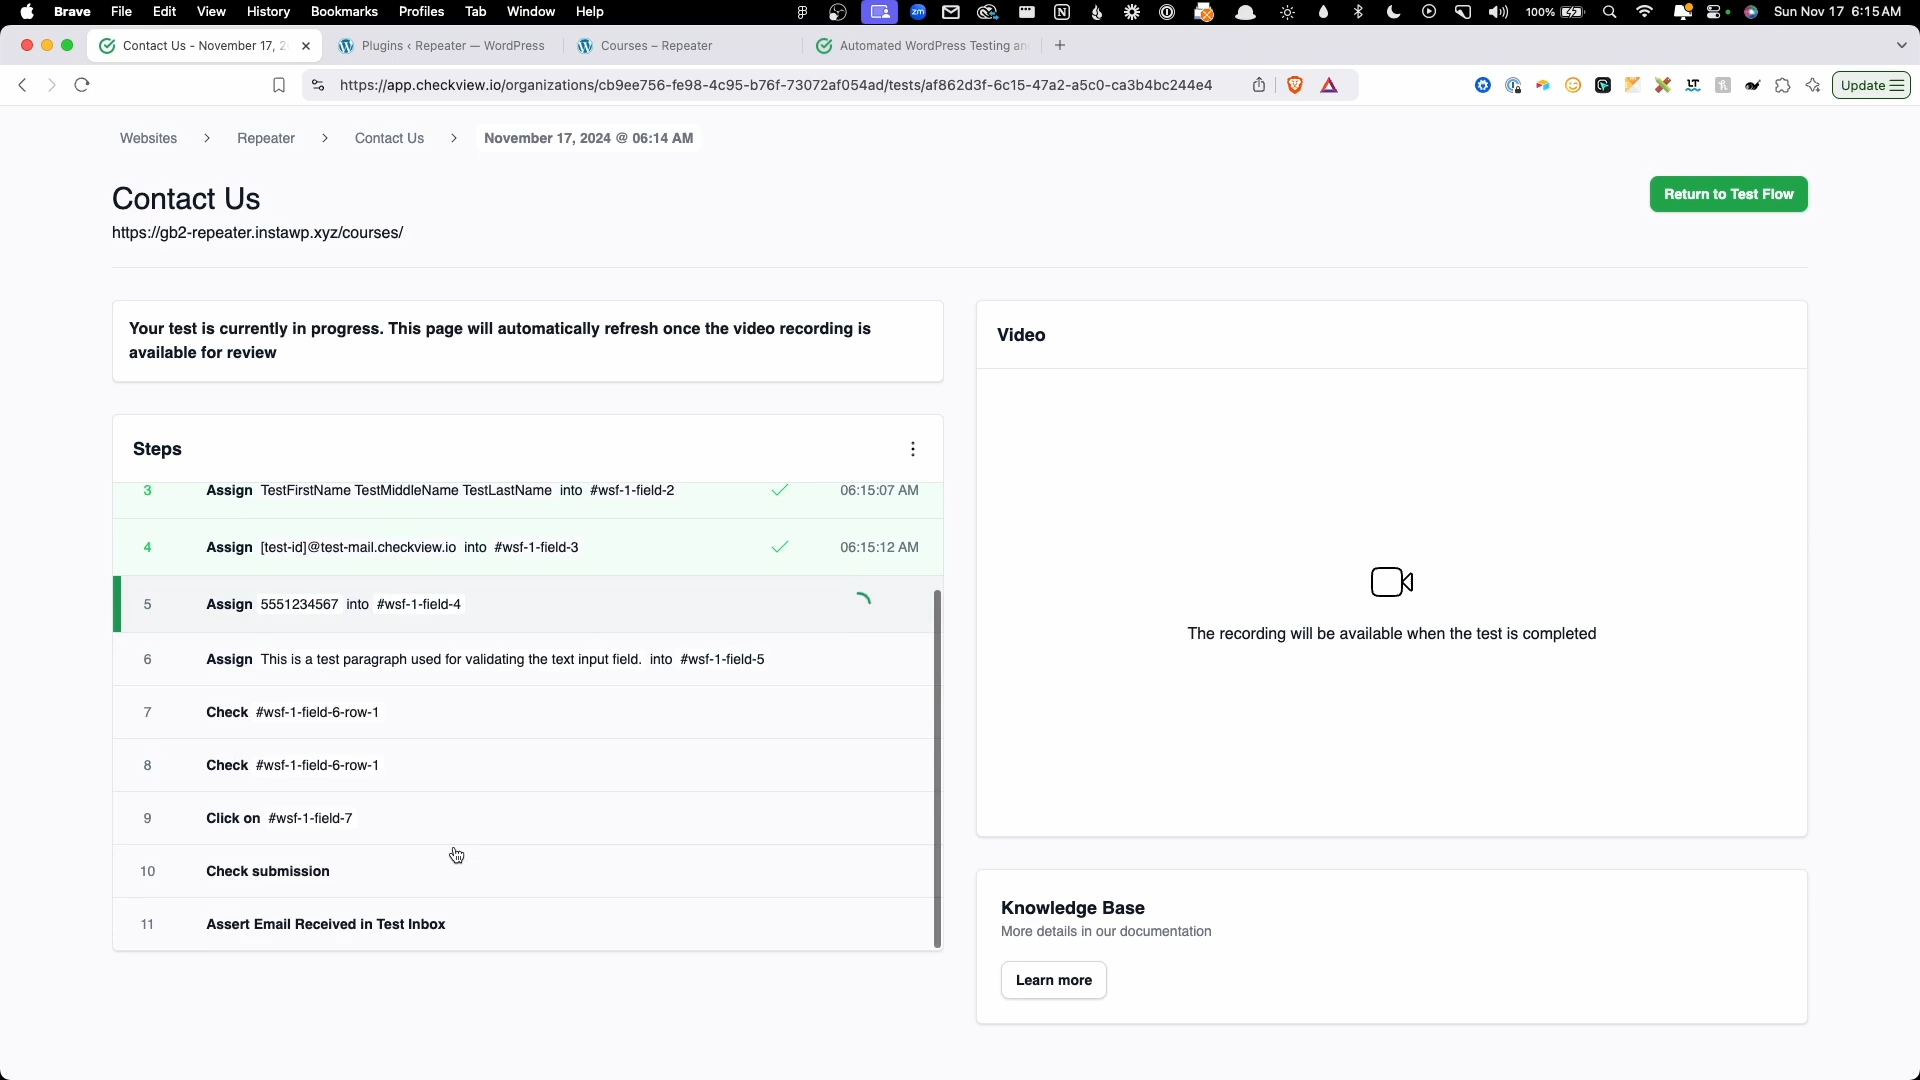 Brave File Edit View History Bookmarks Profiles Tab Window Help
zm
100%
Sun Nov 17 6:15AM
Contact Us - November 17, 2
Plugins ‹ Repeater — WordPress
Courses – Repeater
Automated WordPress Testing an
https://app.checkview.io/organizations/cb9ee756-fe98-4c95-b76f-73072af054ad/tests/af862d3f-6c15-47a2-a5c0-ca3b4bc244e4
LT
Update
Websites > Repeater > Contact Us > November 17, 2024 @ 06:14 AM
Contact Us
https://gb2-repeater.instawp.xyz/courses/
Return to Test Flow
Your test is currently in progress. This page will automatically refresh once the video recording is
available for review
Steps
3 Assign TestFirstName TestMiddleName TestLastName into #wsf-1-field-2 06:15:07 AM
4 Assign [test-id]@test-mail.checkview.io into #wsf-1-field-3 06:15:12 AM
5 Assign 5551234567 into #wsf-1-field-4
6 Assign This is a test paragraph used for validating the text input field. into #wsf-1-field-5
7 Check #wsf-1-field-6-row-1
8 Check #wsf-1-field-6-row-1
9 Click on #wsf-1-field-7
10 Check submission
11 Assert Email Received in Test Inbox
Video
The recording will be available when the test is completed
Knowledge Base
More details in our documentation
Learn more